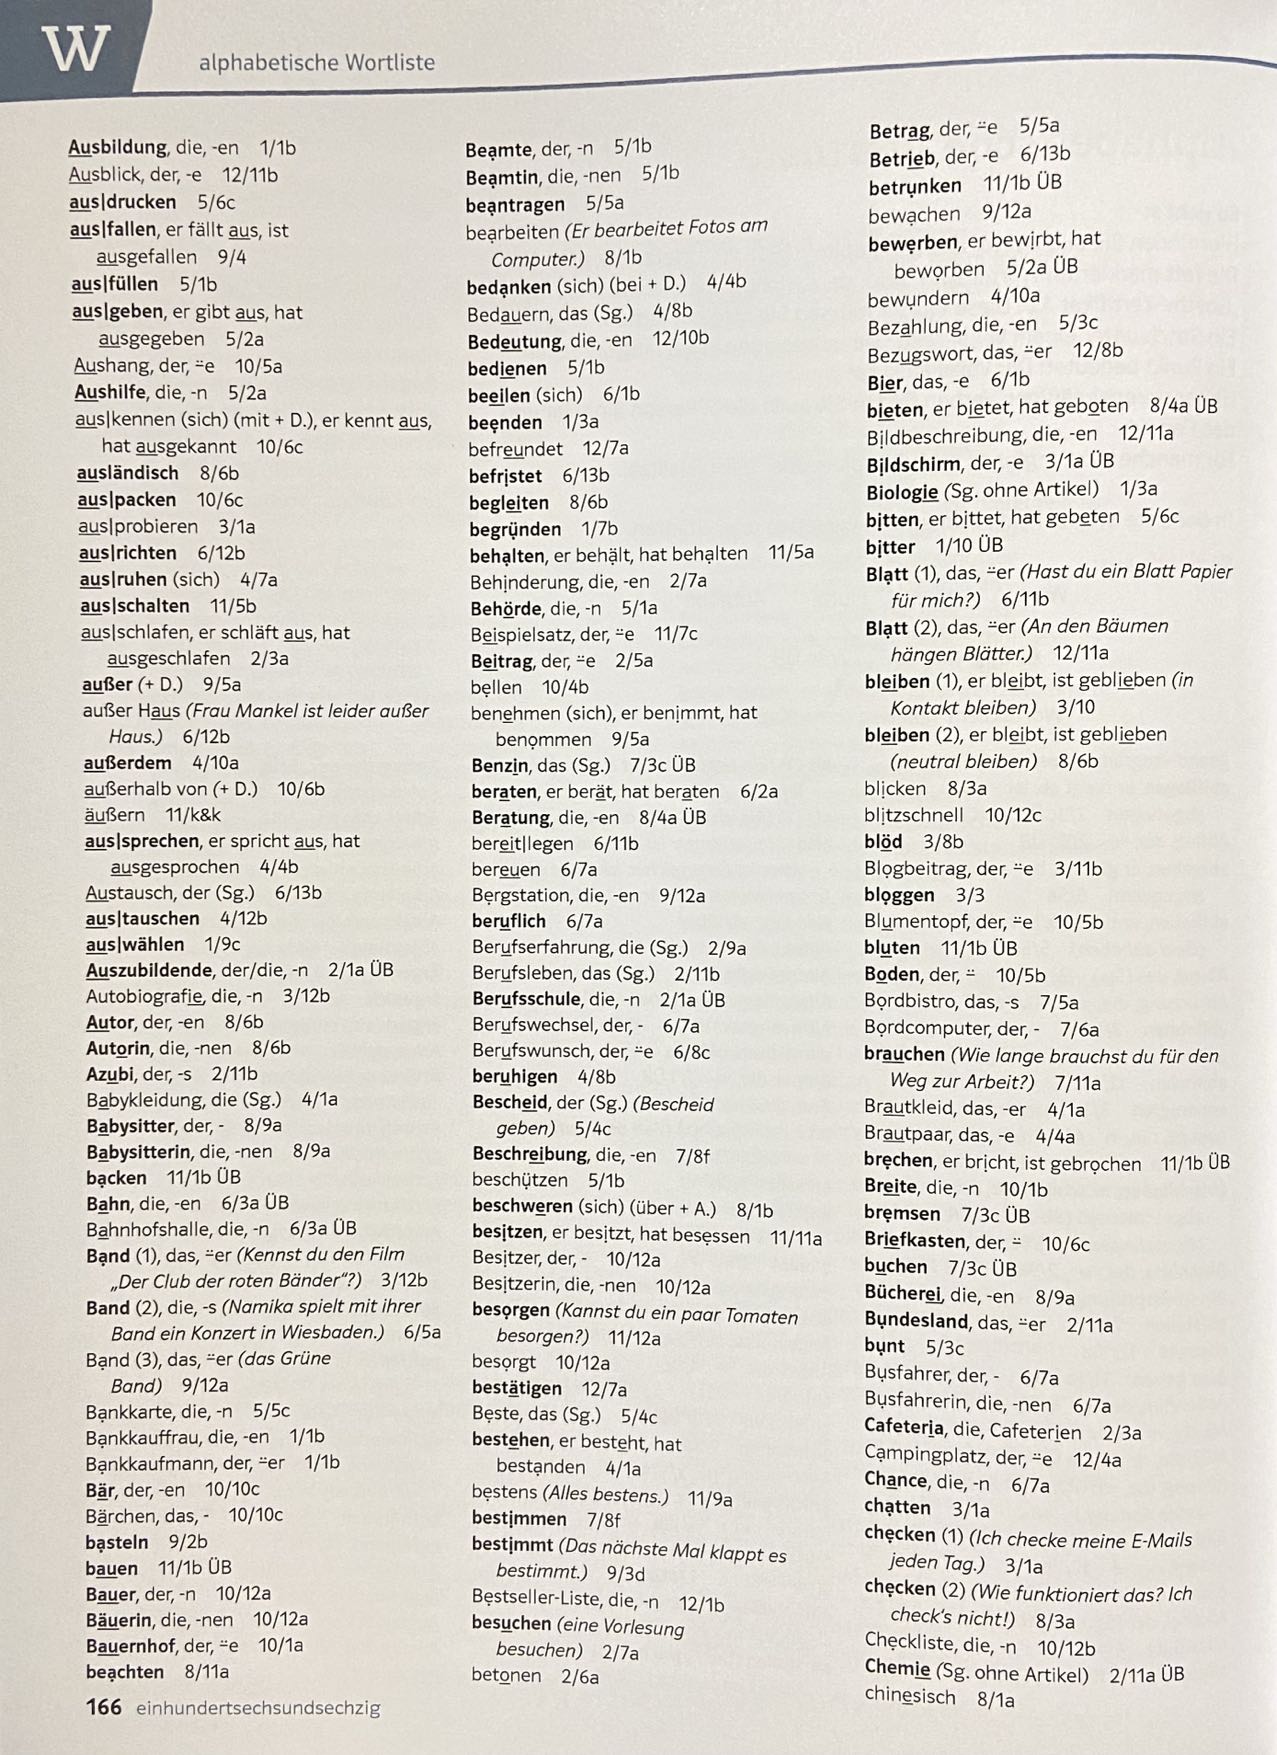 W
alphabetische Wortliste
Ausbildung, die, -en 1/1b
Ausblick, der, -e 12/11b
aus|drucken 5/6c
aus|fallen, er fällt aus, ist
ausgefallen 9/4
aus|füllen 5/1b
aus|geben, er gibt aus, hat
ausgegeben 5/2a
Aushang, der, ¨-e 10/5a
Aushilfe, die, -n 5/2a
aus|kennen (sich) (mit + D.), er kennt aus,
hat ausgekannt 10/6c
ausländisch 8/6b
aus|packen 10/6c
aus|probieren 3/1a
aus|richten 6/12b
aus|ruhen (sich) 4/7a
aus|schalten 11/5b
aus|schlafen, er schläft aus, hat
ausgeschlafen 2/3a
außer (+ D.) 9/5a
außer Haus (Frau Mankel ist leider außer
Haus.) 6/12b
außerdem 4/10a
außerhalb von (+ D.) 10/6b
äußern 11/k&k
aus|sprechen, er spricht aus, hat
ausgesprochen 4/4b
Austausch, der (Sg.) 6/13b
aus|tauschen 4/12b
aus|wählen 1/9c
Auszubildende, der/die, -n 2/1a ÜB
Autobiografie, die, -n 3/12b
Autor, der, -en 8/6b
Autorin, die, -nen 8/6b
Azubi, der, -s 2/11b
Babykleidung, die (Sg.) 4/1a
Babysitter, der, - 8/9a
Babysitterin, die, -nen 8/9a
backen 11/1b ÜB
Bahn, die, -en 6/3a ÜB
Bahnhofshalle, die, -n 6/3a ÜB
Band (1), das, ¨-er (Kennst du den Film
„Der Club der roten Bänder“?) 3/12b
Band (2), die, -s (Namika spielt mit ihrer
Band ein Konzert in Wiesbaden.) 6/5a
Band (3), das, ¨-er (das Grüne
Band) 9/12a
Bankkarte, die, -n 5/5c
Bankkauffrau, die, -en 1/1b
Bankkaufmann, der, ¨-er 1/1b
Bär, der, -en 10/10c
Bärchen, das, - 10/10c
basteln 9/2b
bauen 11/1b ÜB
Bauer, der, -n 10/12a
Bäuerin, die, -nen 10/12a
Bauernhof, der, ¨-e 10/1a
beachten 8/11a
Beamte, der, -n 5/1b
Beamtin, die, -nen 5/1b
beantragen 5/5a
bearbeiten (Er bearbeitet Fotos am
Computer.) 8/1b
bedanken (sich) (bei + D.) 4/4b
Bedauern, das (Sg.) 4/8b
Bedeutung, die, -en 12/10b
bedienen 5/1b
beeilen (sich) 6/1b
beenden 1/3a
befreundet 12/7a
befristet 6/13b
begleiten 8/6b
begründen 1/7b
behalten, er behält, hat behalten 11/5a
Behinderung, die, -en 2/7a
Behörde, die, -n 5/1a
Beispielsatz, der, ¨-e 11/7c
Beitrag, der, ¨-e 2/5a
bellen 10/4b
benehmen (sich), er benimmt, hat
benommen 9/5a
Benzin, das (Sg.) 7/3c ÜB
beraten, er berät, hat beraten 6/2a
Beratung, die, -en 8/4a ÜB
bereit|legen 6/11b
bereuen 6/7a
Bergstation, die, -en 9/12a
beruflich 6/7a
Berufserfahrung, die (Sg.) 2/9a
Berufsleben, das (Sg.) 2/11b
Berufsschule, die, -n 2/1a ÜB
Berufswechsel, der, - 6/7a
Berufswunsch, der, ¨-e 6/8c
beruhigen 4/8b
Bescheid, der (Sg.) (Bescheid
geben) 5/4c
Beschreibung, die, -en 7/8f
beschützen 5/1b
beschweren (sich) (über + A.) 8/1b
besitzen, er besitzt, hat besessen 11/11a
Besitzer, der, - 10/12a
Besitzerin, die, -nen 10/12a
besorgen (Kannst du ein paar Tomaten
besorgen?) 11/12a
besorgt 10/12a
bestätigen 12/7a
Beste, das (Sg.) 5/4c
bestehen, er besteht, hat
bestanden 4/1a
bestens (Alles bestens.) 11/9a
bestimmen 7/8f
bestimmt (Das nächste Mal klappt es
bestimmt.) 9/3d
Bestseller-Liste, die, -n 12/1b
besuchen (eine Vorlesung
besuchen) 2/7a
betonen 2/6a
Betrag, der, ¨-e 5/5a
Betrieb, der, -e 6/13b
betrunken 11/1b ÜB
bewachen 9/12a
bewerben, er bewirbt, hat
beworben 5/2a ÜB
bewundern 4/10a
Bezahlung, die, -en 5/3c
Bezugswort, das, ¨-er 12/8b
Bier, das, -e 6/1b
bieten, er bietet, hat geboten 8/4a ÜB
Bildbeschreibung, die, -en 12/11a
Bildschirm, der, -e 3/1a ÜB
Biologie (Sg. ohne Artikel) 1/3a
bitten, er bittet, hat gebeten 5/6c
bitter 1/10 ÜB
Blatt (1), das, ¨-er (Hast du ein Blatt Papier
für mich?) 6/11b
Blatt (2), das, ¨-er (An den Bäumen
hängen Blätter.) 12/11a
bleiben (1), er bleibt, ist geblieben (in
Kontakt bleiben) 3/10
bleiben (2), er bleibt, ist geblieben
(neutral bleiben) 8/6b
blicken 8/3a
blitzschnell 10/12c
blöd 3/8b
Blogbeitrag, der, ¨-e 3/11b
bloggen 3/3
Blumentopf, der, ¨-e 10/5b
bluten 11/1b ÜB
Boden, der, ¨- 10/5b
Bordbistro, das, -s 7/5a
Bordcomputer, der, - 7/6a
brauchen (Wie lange brauchst du für den
Weg zur Arbeit?) 7/11a
Brautkleid, das, -er 4/1a
Brautpaar, das, -e 4/4a
brechen, er bricht, ist gebrochen 11/1b ÜB
Breite, die, -n 10/1b
bremsen 7/3c ÜB
Briefkasten, der, ¨- 10/6c
buchen 7/3c ÜB
Bücherei, die, -en 8/9a
Bundesland, das, ¨-er 2/11a
bunt 5/3c
Busfahrer, der, - 6/7a
Busfahrerin, die, -nen 6/7a
Cafeteria, die, Cafeterien 2/3a
Campingplatz, der, ¨-e 12/4a
Chance, die, -n 6/7a
chatten 3/1a
checken (1) (Ich checke meine E-Mails
jeden Tag.) 3/1a
checken (2) (Wie funktioniert das? Ich
check's nicht!) 8/3a
Checkliste, die, -n 10/12b
Chemie (Sg. ohne Artikel) 2/11a ÜB
chinesisch 8/1a
166 einhundertsechsundsechzig